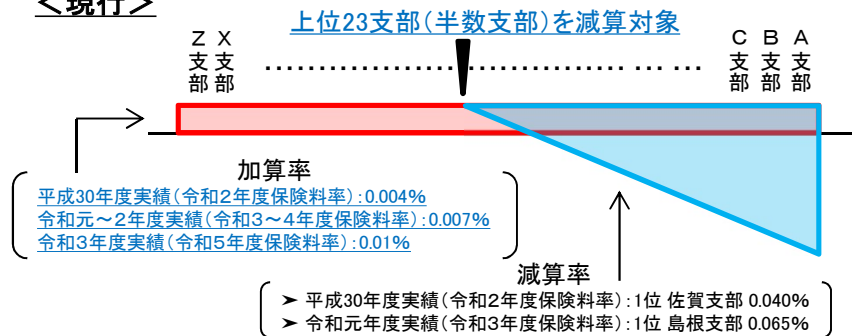 <現行>
上位23支部(半数支部)を減算対象
Z支部 X支部 ………………………………… … … C支部 B支部 A支部
加算率
平成30年度実績(令和2年度保険料率):0.004%
令和元~2年度実績(令和3~4年度保険料率):0.007%
令和3年度実績(令和5年度保険料率):0.01%
減算率
➤ 平成30年度実績(令和2年度保険料率):1位 佐賀支部 0.040%
➤ 令和元年度実績(令和3年度保険料率):1位 島根支部 0.065%